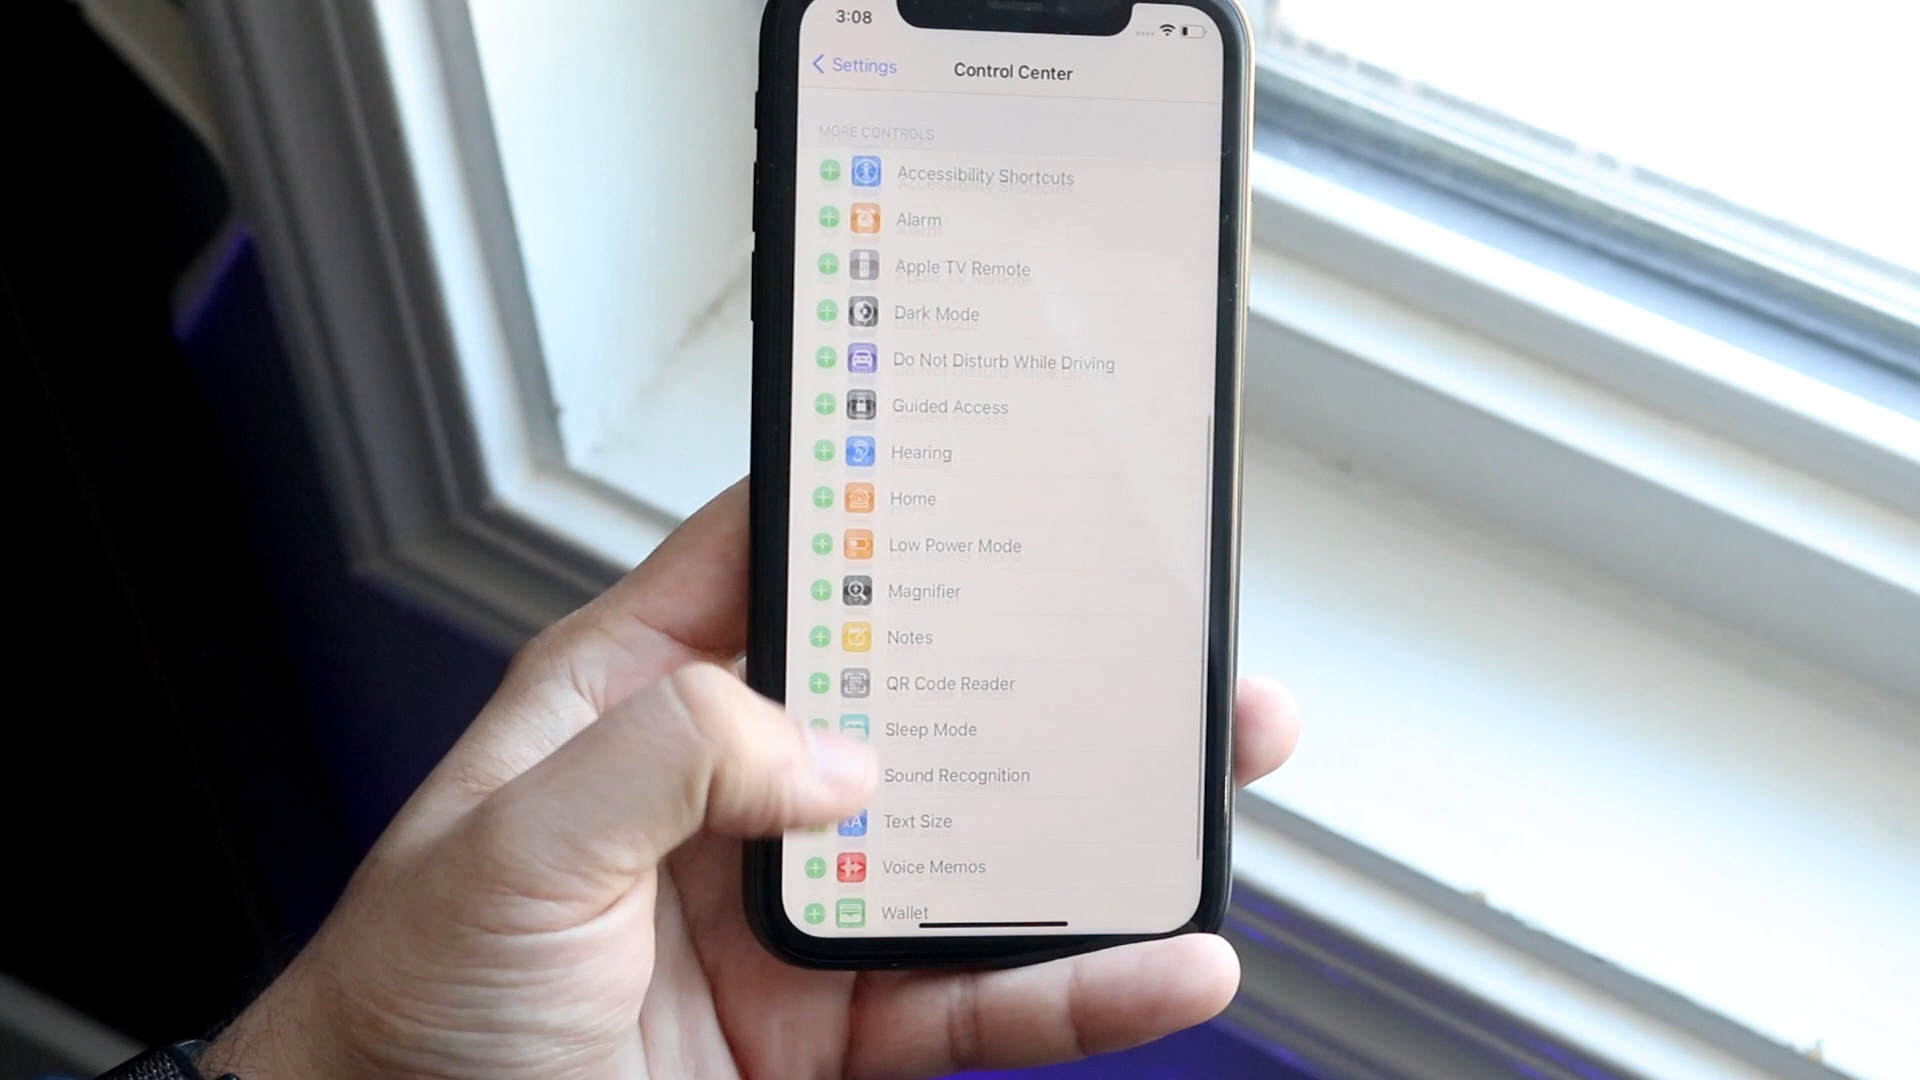 3:08
Settings
Control Center
MORE CONTROLS
Accessibility Shortcuts
Alarm
Apple TV Remote
Dark Mode
Do Not Disturb While Driving
Guided Access
Hearing
Home
Low Power Mode
Magnifier
Notes
QR Code Reader
Sleep Mode
Sound Recognition
AA Text Size
Voice Memos
Wallet